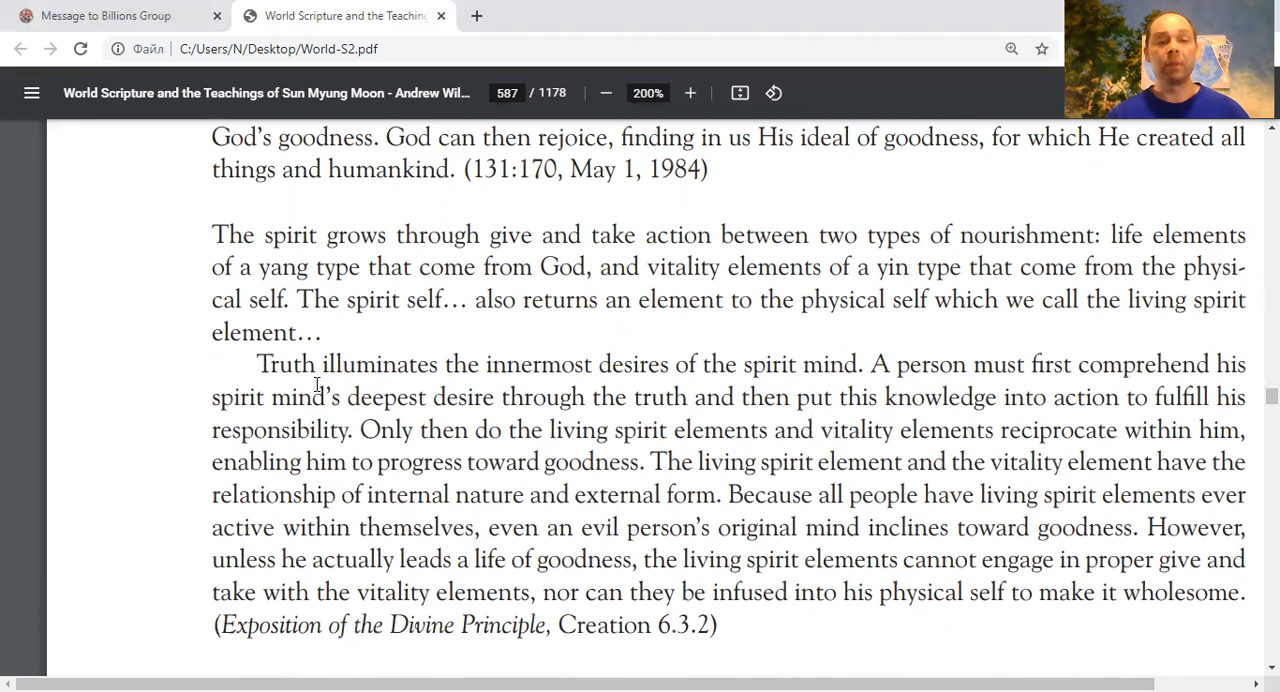 Message to Billions Group
World Scripture and the Teaching
Файл
C:/Users/N/Desktop/World-S2.pdf
World Scripture and the Teachings of Sun Myung Moon - Andrew Wil...
587 / 1178
200%
God's goodness. God can then rejoice, finding in us His ideal of goodness, for which He created all
things and humankind. (131:170, May 1, 1984)
The spirit grows through give and take action between two types of nourishment: life elements
of a yang type that come from God, and vitality elements of a yin type that come from the physi-
cal self. The spirit self… also returns an element to the physical self which we call the living spirit
element…
Truth illuminates the innermost desires of the spirit mind. A person must first comprehend his
spirit mind's deepest desire through the truth and then put this knowledge into action to fulfill his
responsibility. Only then do the living spirit elements and vitality elements reciprocate within him,
enabling him to progress toward goodness. The living spirit element and the vitality element have the
relationship of internal nature and external form. Because all people have living spirit elements ever
active within themselves, even an evil person's original mind inclines toward goodness. However,
unless he actually leads a life of goodness, the living spirit elements cannot engage in proper give and
take with the vitality elements, nor can they be infused into his physical self to make it wholesome.
(Exposition of the Divine Principle, Creation 6.3.2)